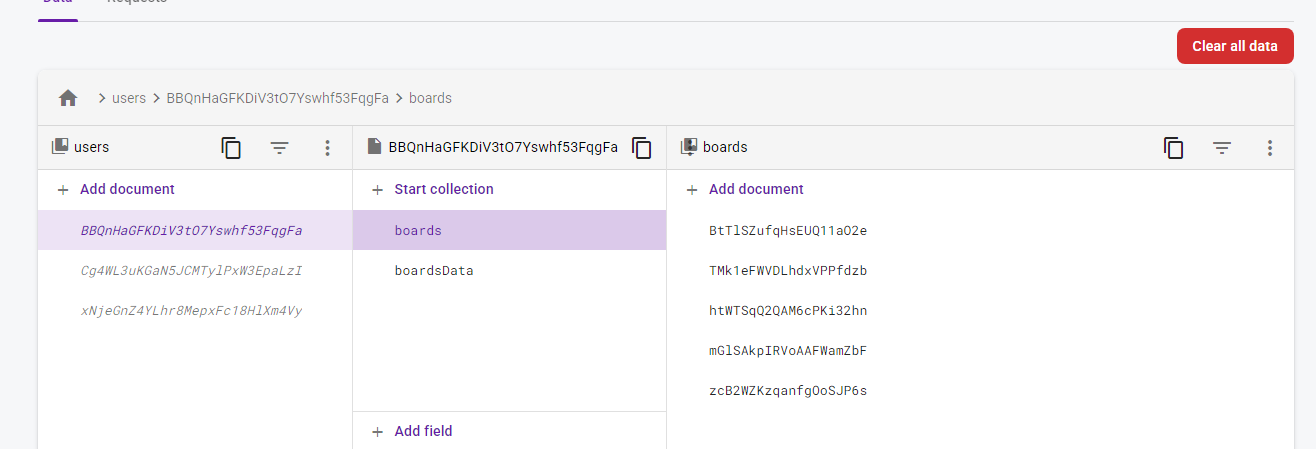 Data Requests
Clear all data
users BBQnHaGFKDiV3tO7Yswhf53FqgFa boards
users
BBQnHaGFKDiV3tO7Yswhf53FqgFa
boards
Add document
Start collection
Add document
BBQnHaGFKDiV3tO7Yswhf53FqgFa
boards
BtTlSZufqHsEUQ11aO2e
Cg4WL3uKGaN5JCMTylPxW3EpaLzI
boardsData
TMk1eFWVDLhdxVPPfdzb
xNjeGnZ4YLhr8MepxFc18HlXm4Vy
htWTSqQ2QAM6cPKi32hn
mGlSAkpIRVoAAFWamZbF
zcB2WZKzqanfgOoSJP6s
Add field